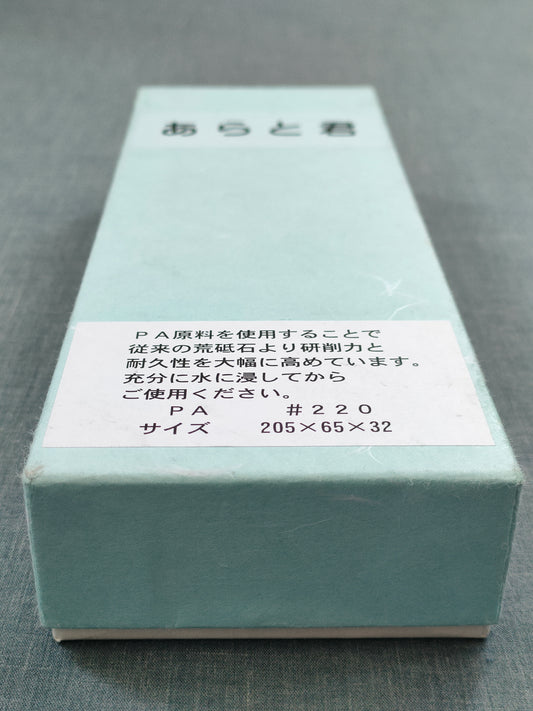 あらと君
ＰＡ原料を使用することで
従来の荒砥石より研削力と
耐久性を大幅に高めています。
充分に水に浸してから
ご使用ください。
ＰＡ　＃２２０
サイズ　205×65×32